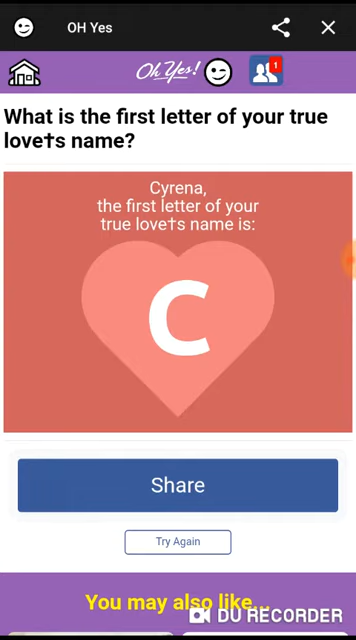 OH Yes
Oh Yes!
1
What is the first letter of your true
love†s name?
Cyrena,
the first letter of your
true love†s name is:
C
Share
Try Again
You may also like...
DU RECORDER